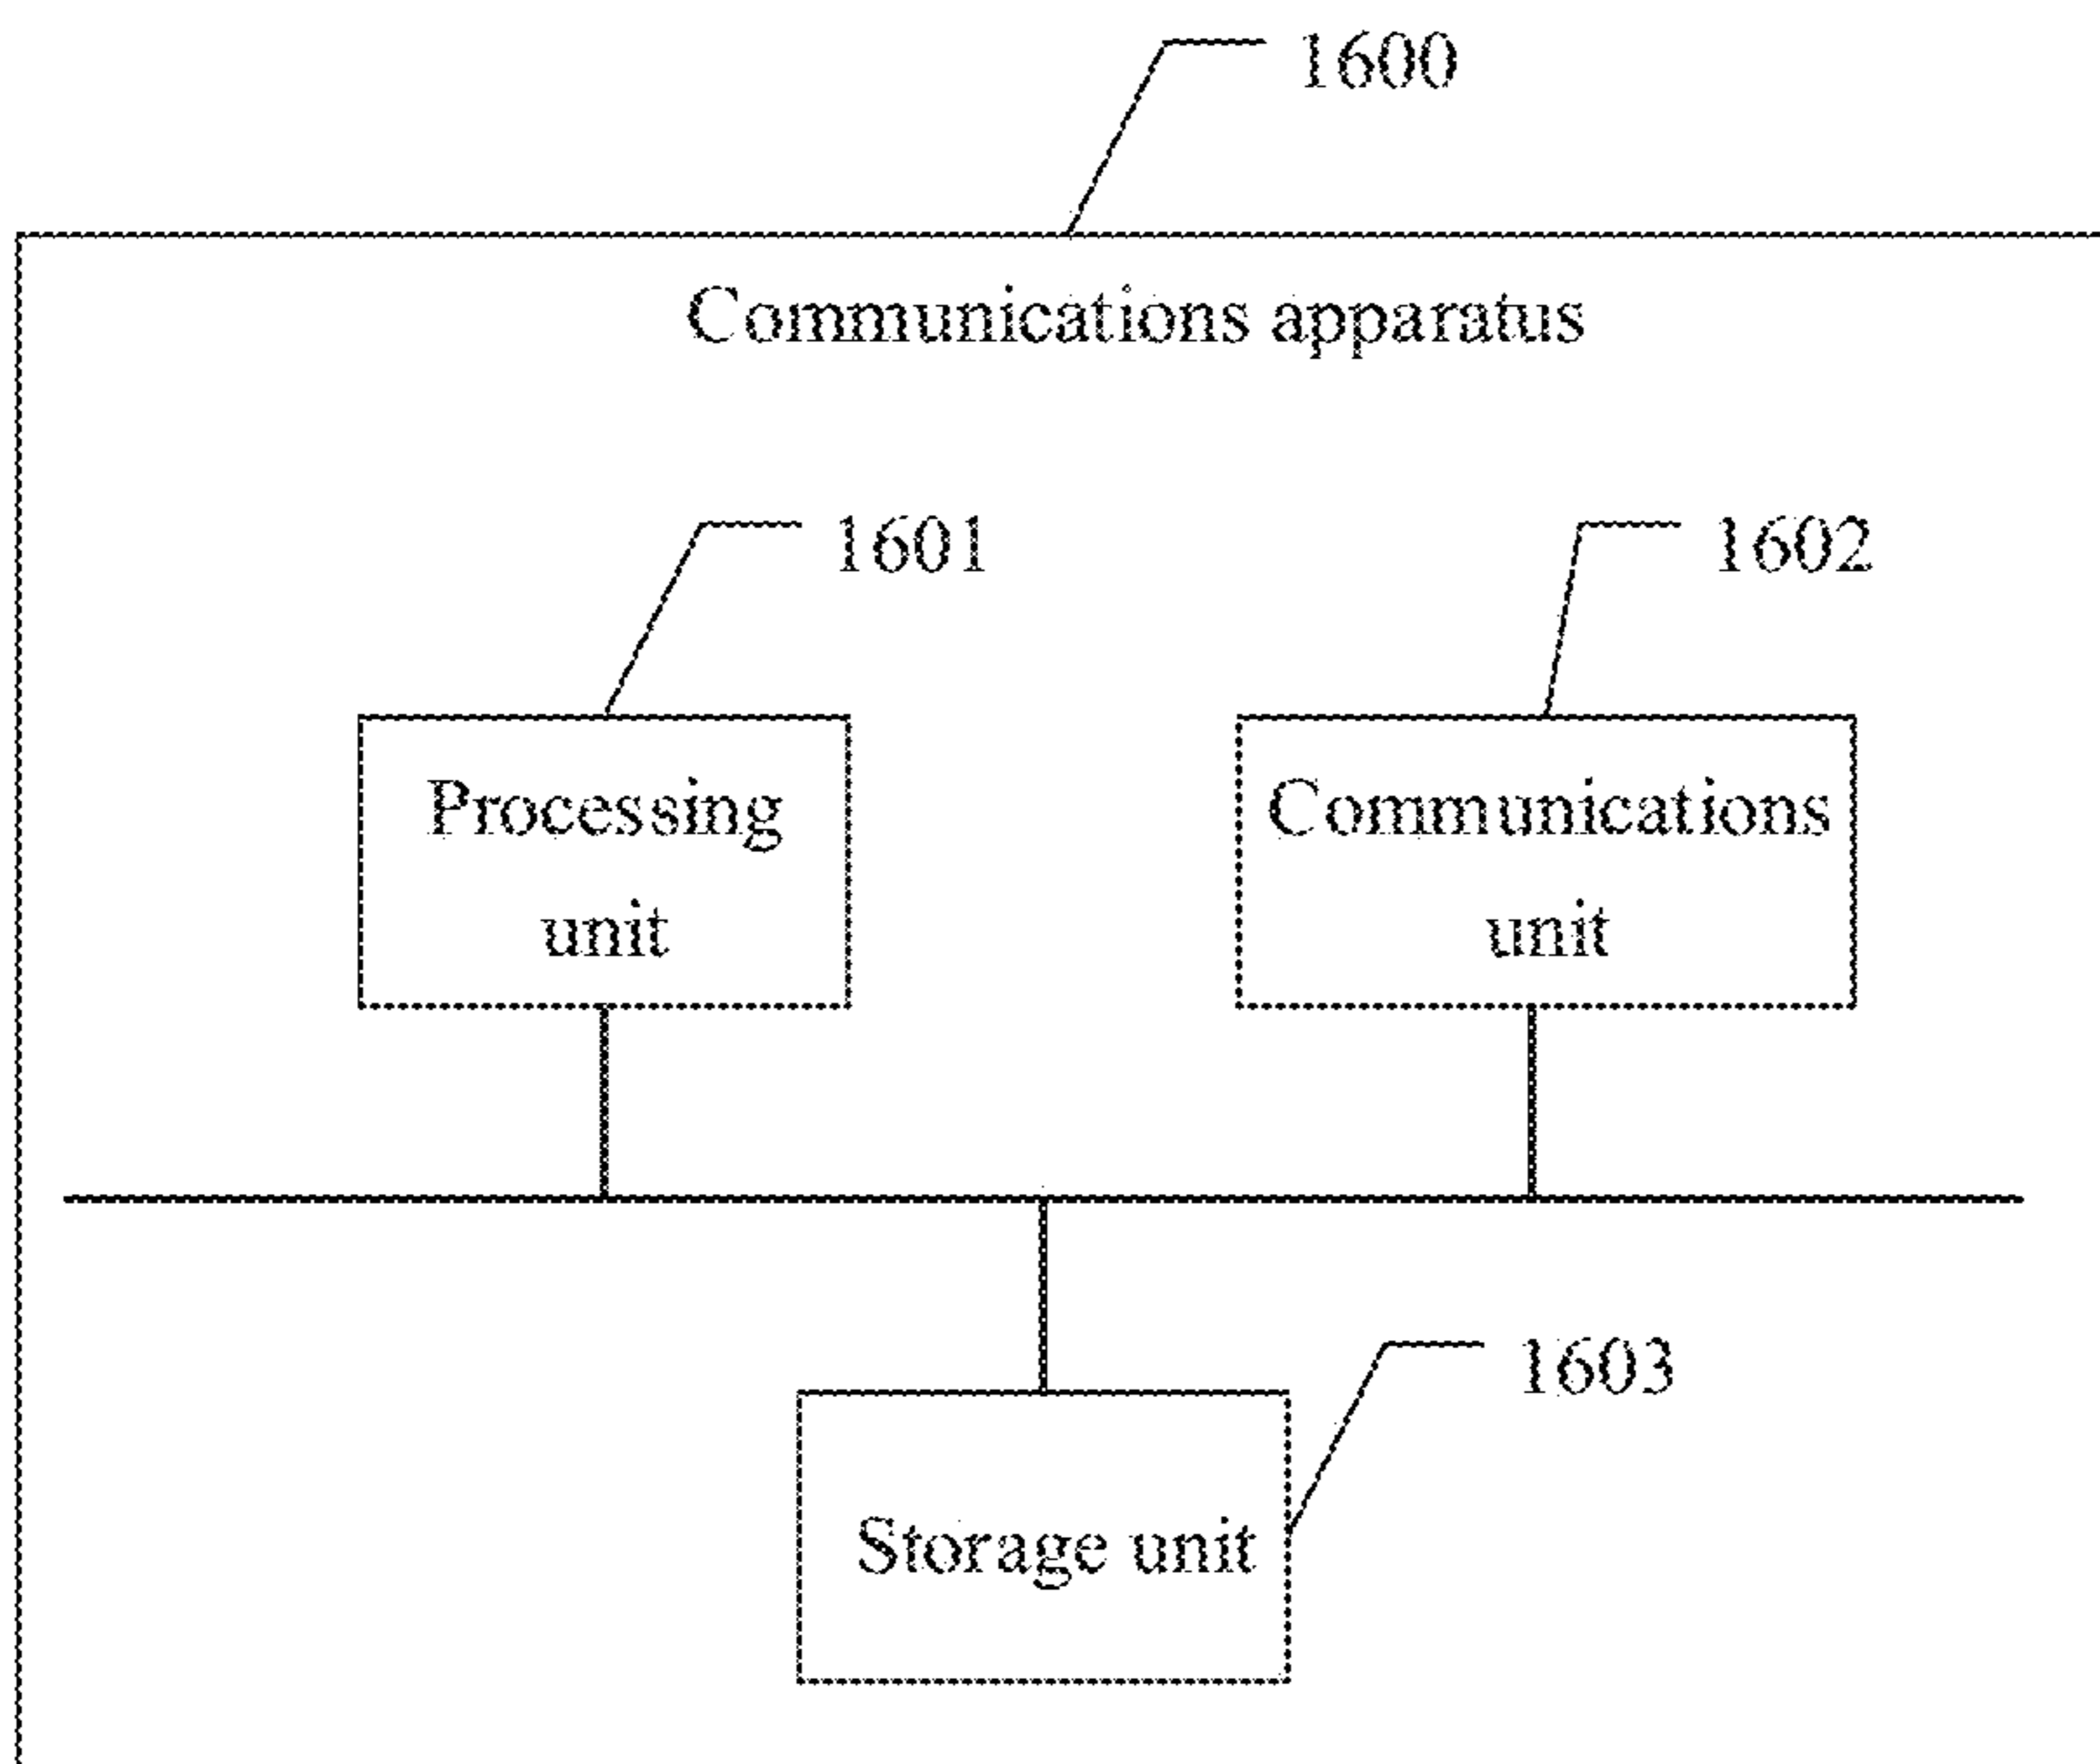 1600
Communications apparatus
1601
1602
Processing
unit
Communications
unit
1603
Storage unit